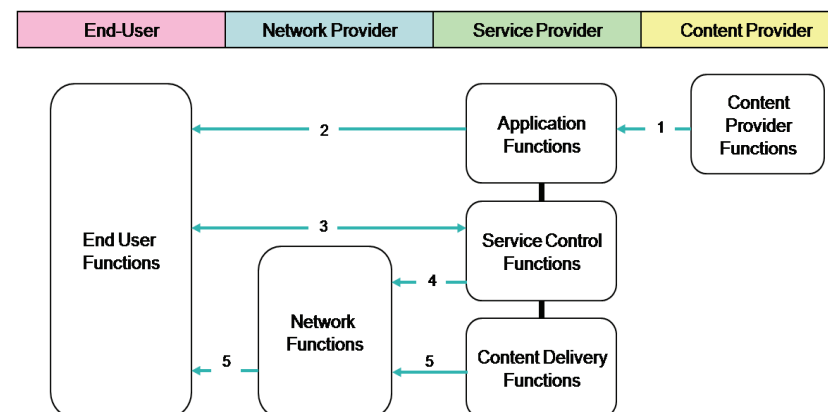 End-User
Network Provider
Service Provider
Content Provider
Application
Functions
Content
Provider
Functions
1
2
End User
Functions
3
Service Control
Functions
4
Network
Functions
5
5
Content Delivery
Functions